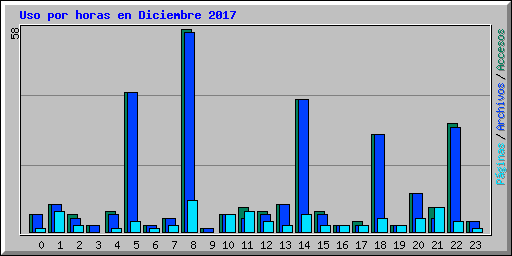 Uso por horas en Diciembre 2017
58
Páginas / Archivos / Accesos
0 1 2 3 4 5 6 7 8 9 10 11 12 13 14 15 16 17 18 19 20 21 22 23